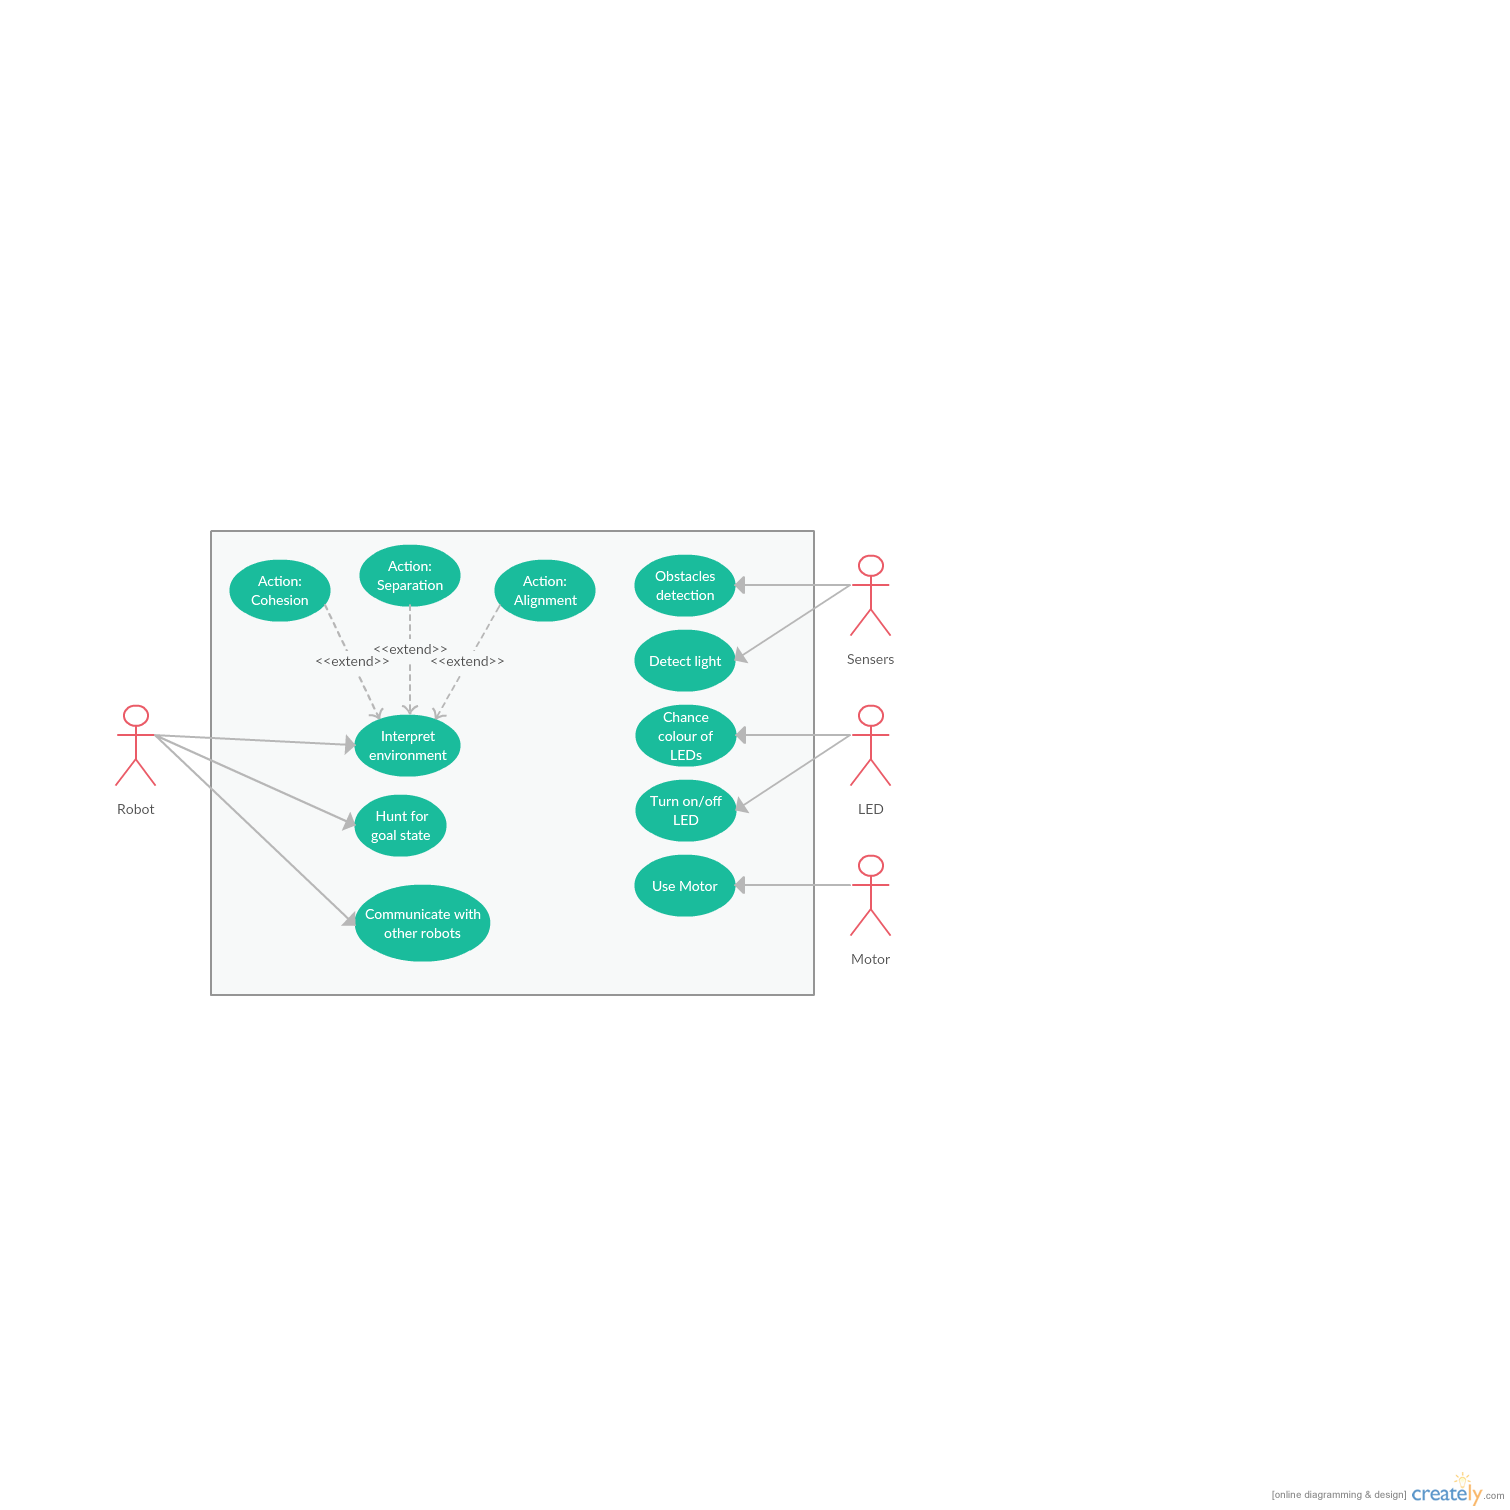 Action:
Cohesion
Action:
Separation
Action:
Alignment
<<extend>>
<<extend>>
<<extend>>
Interpret
environment
Hunt for
goal state
Communicate with
other robots
Robot
Obstacles
detection
Detect light
Chance
colour of
LEDs
Turn on/off
LED
Use Motor
Sensers
LED
Motor
[online diagramming & design] creately.com